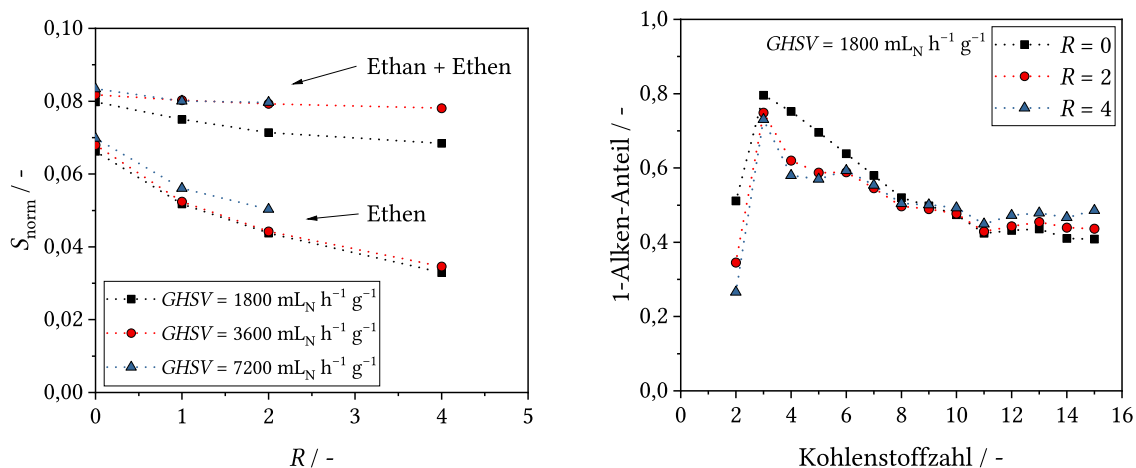 0,10
0,08
0,06
0,04
0,02
0,00
S_norm / -
0 1 2 3 4 5
R / -
Ethan + Ethen
Ethen
GHSV = 1800 mL_N h⁻¹ g⁻¹
GHSV = 3600 mL_N h⁻¹ g⁻¹
GHSV = 7200 mL_N h⁻¹ g⁻¹
1,0
0,8
0,6
0,4
0,2
0,0
1-Alken-Anteil / -
0 2 4 6 8 10 12 14 16
Kohlenstoffzahl / -
GHSV = 1800 mL_N h⁻¹ g⁻¹
R = 0
R = 2
R = 4